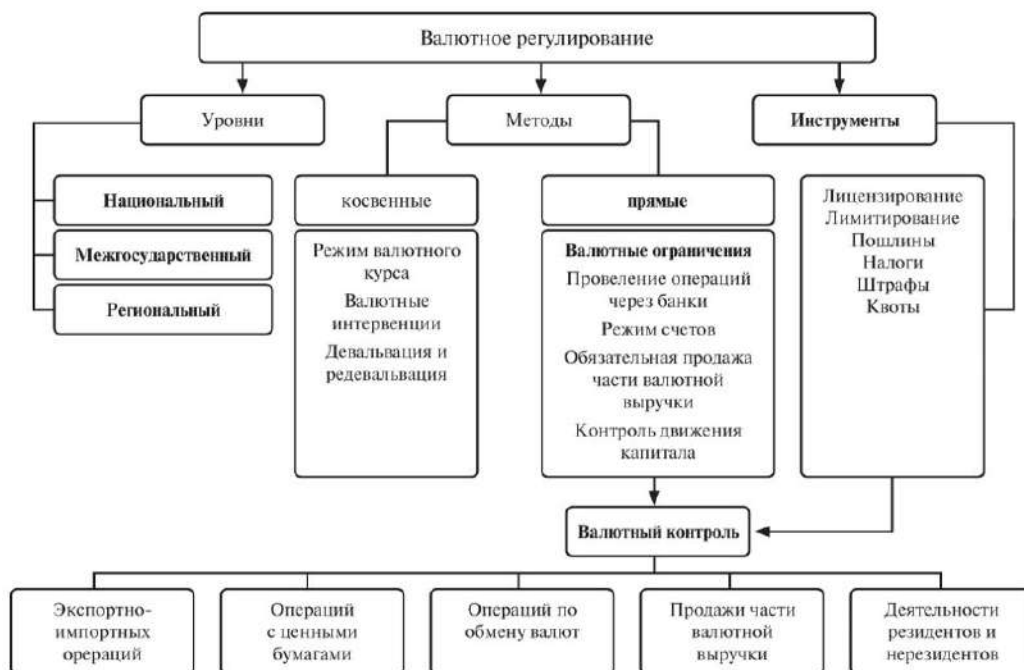 Валютное регулирование
Уровни
Методы
Инструменты
Национальный
Межгосударственный
Региональный
косвенные
Режим валютного
курса
Валютные
интервенции
Девальвация и
редевальвация
прямые
Валютные ограничения
Провеление операций
через банки
Режим счетов
Обязательная продажа
части валютной
выручки
Контроль движения
капитала
Лицензирование
Лимитирование
Пошлины
Налоги
Штрафы
Квоты
Валютный контроль
Экспортно-
импортных
орераций
Операций
с ценными
бумагами
Операций по
обмену валют
Продажи части
валютной
выручки
Деятельности
резидентов и
нерезидентов